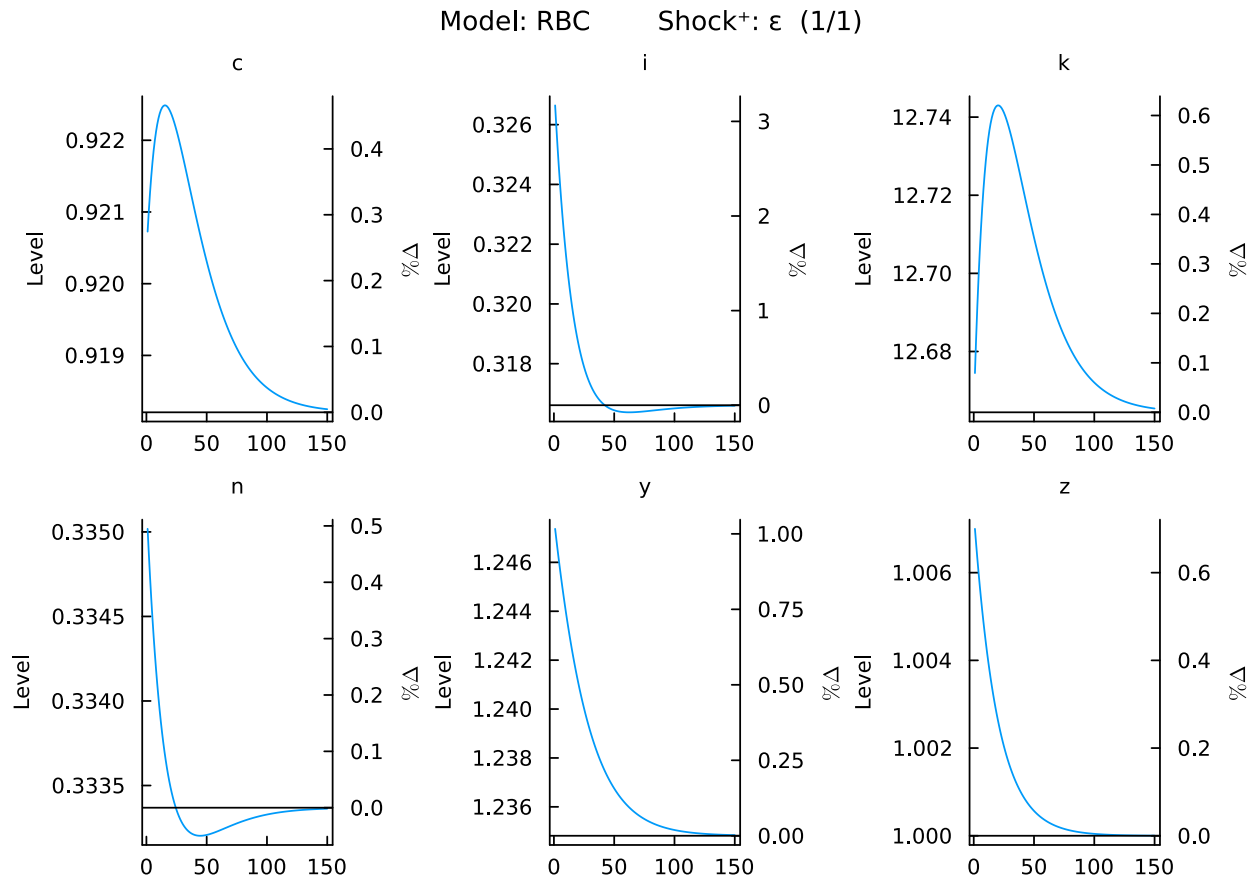 Model: RBC Shock⁺: ε (1/1)
c
i
k
0.922
0.921
0.920
0.919
Level
0.4
0.3
0.2
0.1
0.0
%Δ
0 50 100 150
0.326
0.324
0.322
0.320
0.318
Level
3
2
1
0
%Δ
0 50 100 150
12.74
12.72
12.70
12.68
Level
0.6
0.5
0.4
0.3
0.2
0.1
0.0
%Δ
0 50 100 150
n
y
z
0.3350
0.3345
0.3340
0.3335
Level
0.5
0.4
0.3
0.2
0.1
0.0
%Δ
0 50 100 150
1.246
1.244
1.242
1.240
1.238
1.236
Level
1.00
0.75
0.50
0.25
0.00
%Δ
0 50 100 150
1.006
1.004
1.002
1.000
Level
0.6
0.4
0.2
0.0
%Δ
0 50 100 150